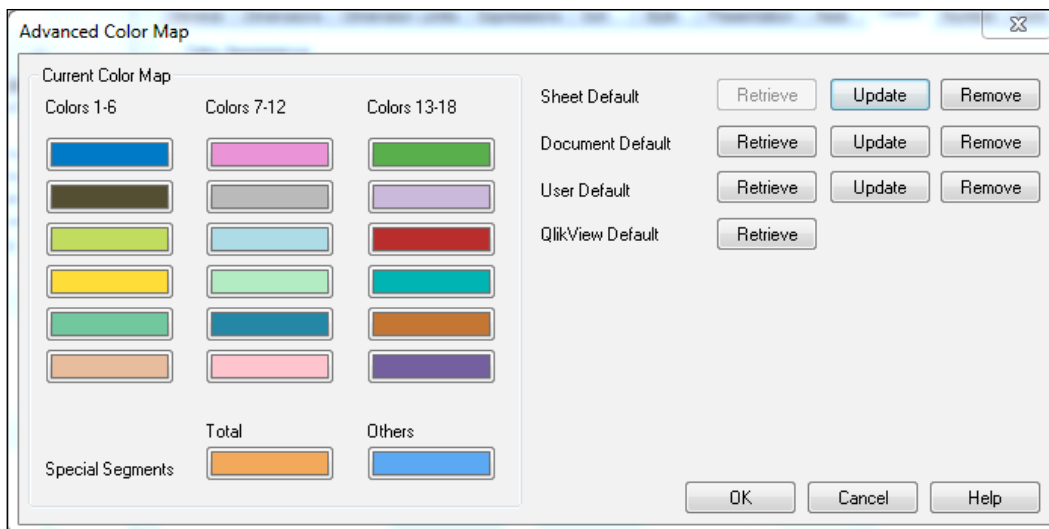 Advanced Color Map
Current Color Map
Colors 1-6 Colors 7-12 Colors 13-18
Total Others
Special Segments
Sheet Default Retrieve Update Remove
Document Default Retrieve Update Remove
User Default Retrieve Update Remove
QlikView Default Retrieve
OK Cancel Help